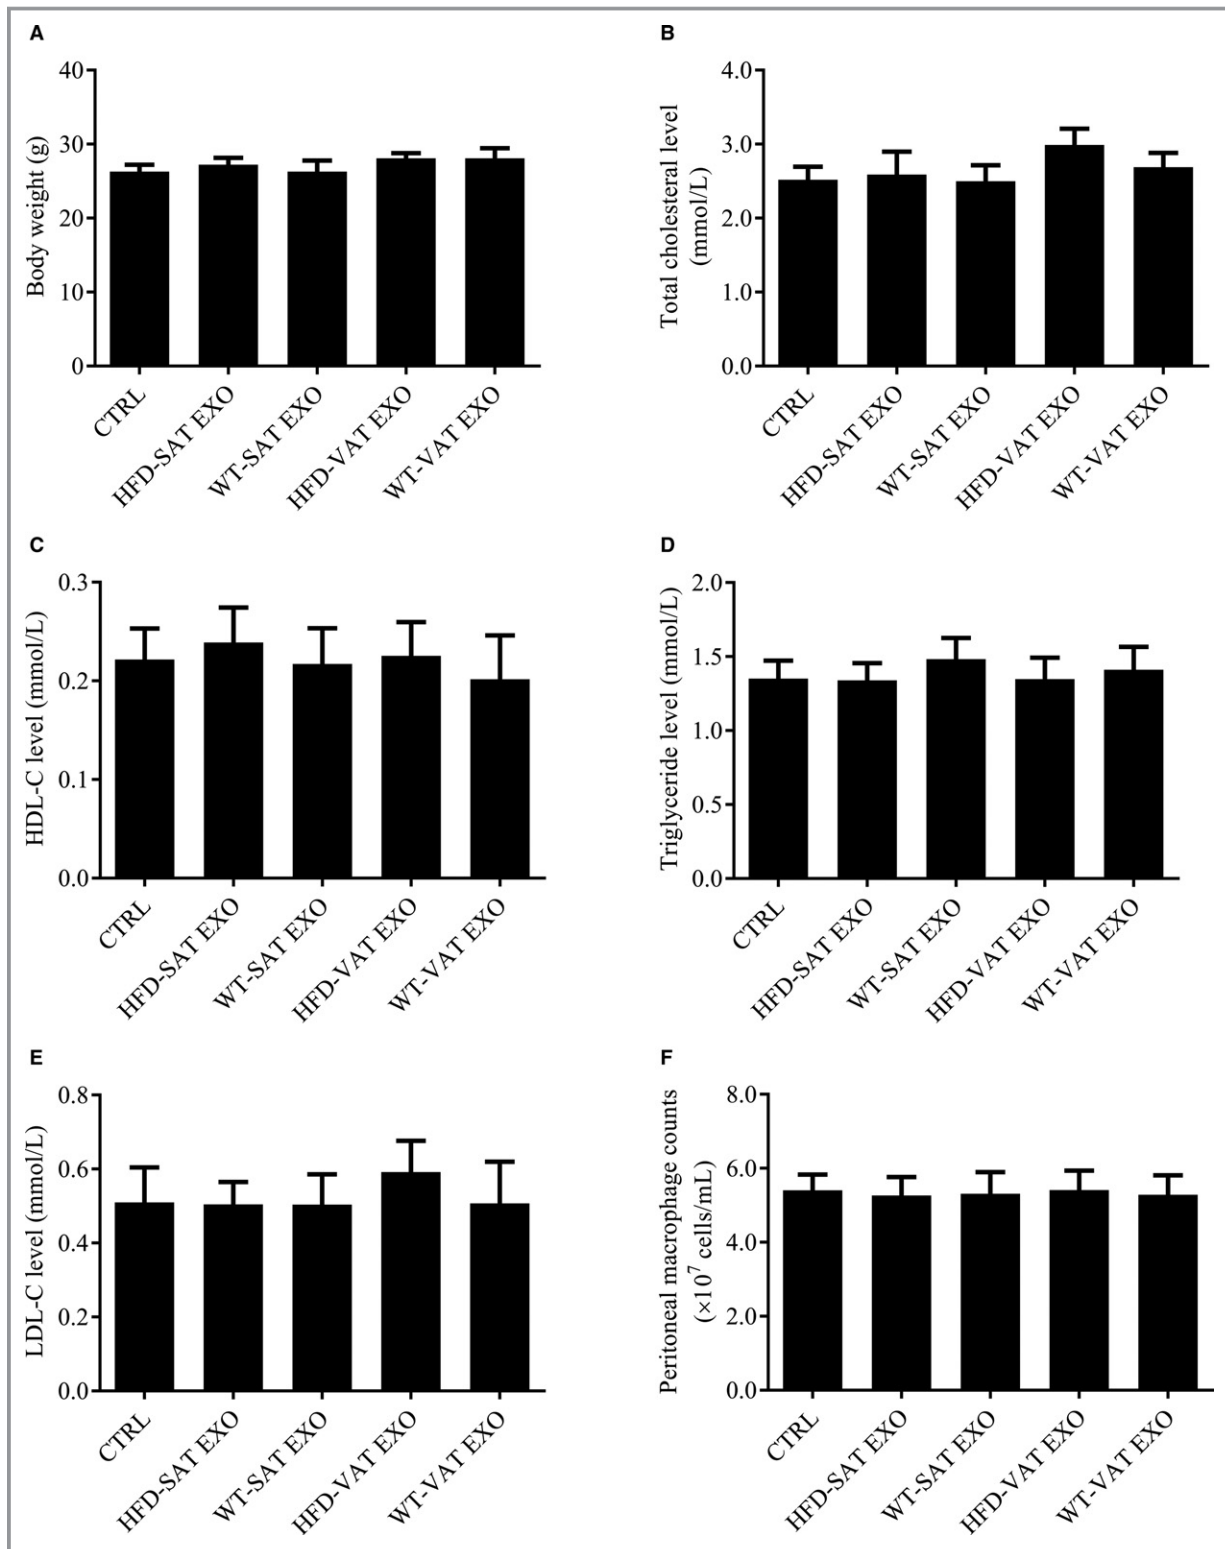 A
Body weight (g)
40
30
20
10
0
CTRL
HFD-SAT EXO
WT-SAT EXO
HFD-VAT EXO
WT-VAT EXO
B
Total cholesteral level
(mmol/L)
4.0
3.0
2.0
1.0
0.0
CTRL
HFD-SAT EXO
WT-SAT EXO
HFD-VAT EXO
WT-VAT EXO
C
HDL-C level (mmol/L)
0.3
0.2
0.1
0.0
CTRL
HFD-SAT EXO
WT-SAT EXO
HFD-VAT EXO
WT-VAT EXO
D
Triglyceride level (mmol/L)
2.0
1.5
1.0
0.5
0.0
CTRL
HFD-SAT EXO
WT-SAT EXO
HFD-VAT EXO
WT-VAT EXO
E
LDL-C level (mmol/L)
0.8
0.6
0.4
0.2
0.0
CTRL
HFD-SAT EXO
WT-SAT EXO
HFD-VAT EXO
WT-VAT EXO
F
Peritoneal macrophage counts
(×10⁷ cells/mL)
8.0
6.0
4.0
2.0
0.0
CTRL
HFD-SAT EXO
WT-SAT EXO
HFD-VAT EXO
WT-VAT EXO